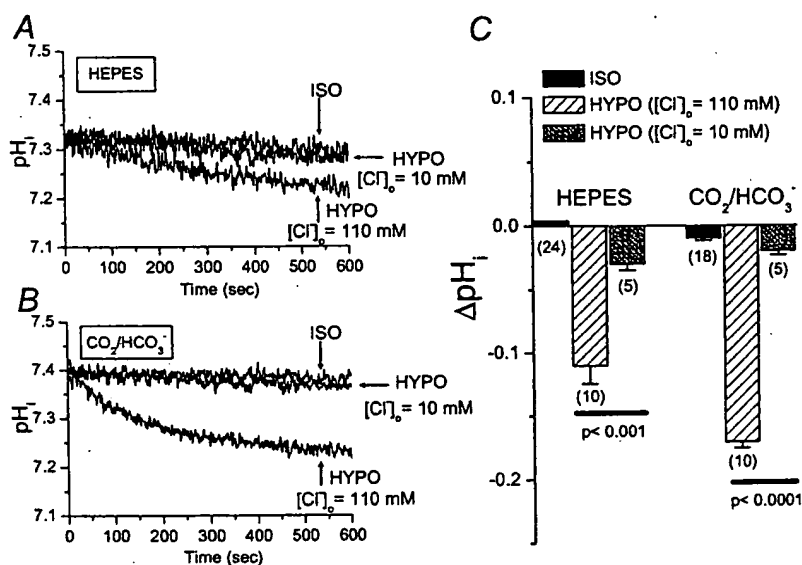 A
HEPES
7.5
7.4
7.3
7.2
7.1
pHi
ISO
HYPO
[Cl-]o = 10 mM
HYPO
[Cl-]o = 110 mM
0 100 200 300 400 500 600
Time (sec)
B
CO2/HCO3-
7.5
7.4
7.3
7.2
7.1
pHi
ISO
HYPO
[Cl-]o = 10 mM
HYPO
[Cl-]o = 110 mM
0 100 200 300 400 500 600
Time (sec)
C
ISO
HYPO ([Cl-]o = 110 mM)
HYPO ([Cl-]o = 10 mM)
0.1
0.0
-0.1
-0.2
ΔpHi
HEPES
CO2/HCO3-
(24)
(10)
(5)
p< 0.001
(18)
(10)
(5)
p< 0.0001